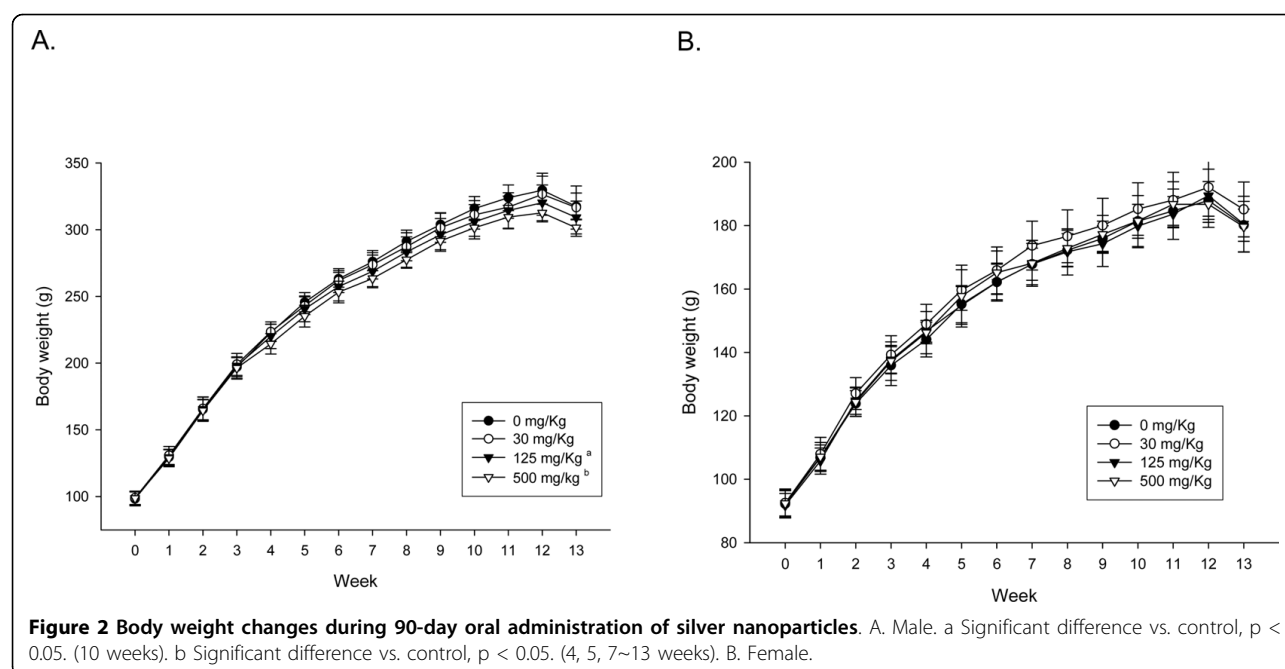 A.
B.
350
300
250
200
150
100
Body weight (g)
0 1 2 3 4 5 6 7 8 9 10 11 12 13
Week
0 mg/Kg
30 mg/Kg
125 mg/Kg a
500 mg/kg b
200
180
160
140
120
100
80
Body weight (g)
0 1 2 3 4 5 6 7 8 9 10 11 12 13
Week
0 mg/Kg
30 mg/Kg
125 mg/Kg
500 mg/Kg
Figure 2 Body weight changes during 90-day oral administration of silver nanoparticles. A. Male. a Significant difference vs. control, p <
0.05. (10 weeks). b Significant difference vs. control, p < 0.05. (4, 5, 7~13 weeks). B. Female.